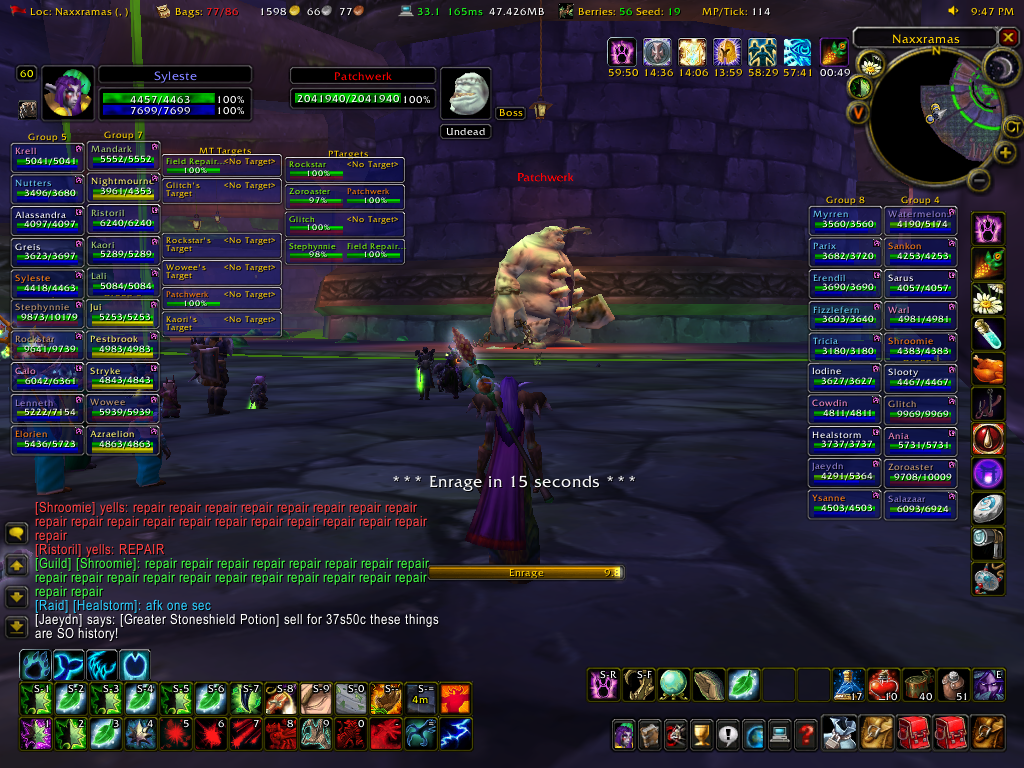 Loc: Naxxramas (, )
Bags: 77/86
1598 66 77
33.1 165ms 47.426MB
Berries: 56 Seed: 19
MP/Tick: 114
9:47 PM
Naxxramas
N
59:50 14:36 14:06 13:59 58:29 57:41 00:49
60
Syleste
4457/4463 100%
7699/7699 100%
Patchwerk
2041940/2041940 100%
Boss
Undead
Group 5
Krell
5041/5041
Nutters
3496/3680
Alassandra
4097/4097
Greis
3623/3697
Syleste
4418/4463
Stephynnie
9873/10179
Rockstar
9641/9739
Galo
6042/6361
Lenneth
5222/7154
Elorien
5436/5723
Group 7
Mandark
5552/5552
Nightmourne
3961/4353
Ristoril
6240/6240
Kaori
5289/5289
Lali
5084/5084
Jui
5253/5253
Pestbrook
4983/4983
Stryke
4843/4843
Wowee
5939/5939
Azraelion
4863/4863
MT Targets
Field Repair... <No Target>
100%
Glitch's Target <No Target>
Rockstar's Target <No Target>
Wowee's Target <No Target>
Patchwerk <No Target>
100%
Kaori's Target <No Target>
PTargets
Rockstar <No Target>
100%
Zoroaster Patchwerk
97% 100%
Glitch <No Target>
100%
Stephynnie Field Repair...
98% 100%
Patchwerk
Group 8
Myrren
3560/3560
Parix
3682/3720
Erendil
3690/3690
Fizzlefern
3603/3640
Tricia
3180/3180
Iodine
3627/3627
Cowdin
4811/4811
Healstorm
3737/3737
Jaeydn
4291/5364
Ysanne
4503/4503
Group 4
Watermelons
4190/5174
Sankon
4253/4253
Sarus
4057/4057
Warl
4981/4981
Shroomie
4383/4383
Slooty
4467/4467
Glitch
9969/9969
Ania
5731/5731
Zoroaster
9708/10009
Salazaar
6093/6924
*** Enrage in 15 seconds ***
Enrage 9.8
[Shroomie] yells: repair repair repair repair repair repair repair repair
repair repair repair repair repair repair repair repair repair repair repair
repair
[Ristoril] yells: REPAIR
[Guild] [Shroomie]: repair repair repair repair repair repair repair repair
repair repair repair repair repair repair repair repair repair repair repair
repair repair
[Raid] [Healstorm]: afk one sec
[Jaeydn] says: [Greater Stoneshield Potion] sell for 37s50c these things
are SO history!
S-1 S-2 S-3 S-4 S-5 S-6 S-7 S-8 S-9 S-0 S-- S-=
4m
1 2 3 4 5 6 7 8 9 0 - =
S-R S-F
17 10 40 51 E